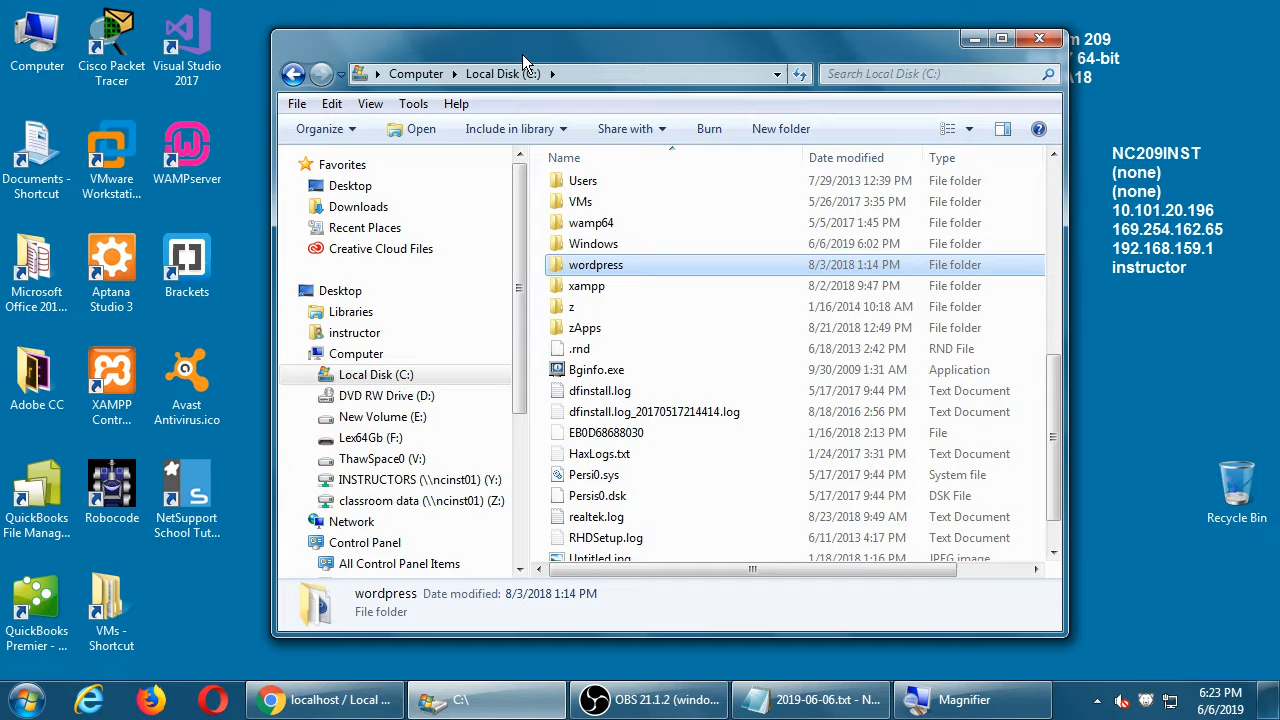 Computer
Cisco Packet
Tracer
Visual Studio
2017
Documents -
Shortcut
VMware
Workstati...
WAMPserver
Microsoft
Office 201...
Aptana
Studio 3
Brackets
Adobe CC
XAMPP
Contr...
Avast
Antivirus.ico
QuickBooks
File Manag...
Robocode
NetSupport
School Tut...
QuickBooks
Premier - ...
VMs -
Shortcut
Computer
Local Disk (C:)
Search Local Disk (C:)
File
Edit
View
Tools
Help
Organize
Open
Include in library
Share with
Burn
New folder
Favorites
Desktop
Downloads
Recent Places
Creative Cloud Files
Desktop
Libraries
instructor
Computer
Local Disk (C:)
DVD RW Drive (D:)
New Volume (E:)
Lex64Gb (F:)
ThawSpace0 (V:)
INSTRUCTORS (\\ncinst01) (Y:)
classroom data (\\ncinst01) (Z:)
Network
Control Panel
All Control Panel Items
Name Date modified Type
Users 7/29/2013 12:39 PM File folder
VMs 5/26/2017 3:35 PM File folder
wamp64 5/5/2017 1:45 PM File folder
Windows 6/6/2019 6:02 PM File folder
wordpress 8/3/2018 1:14 PM File folder
xampp 8/2/2018 9:47 PM File folder
z 1/16/2014 10:18 AM File folder
zApps 8/21/2018 12:49 PM File folder
.rnd 6/18/2013 2:42 PM RND File
Bginfo.exe 9/30/2009 1:31 AM Application
dfinstall.log 5/17/2017 9:44 PM Text Document
dfinstall.log_20170517214414.log 8/18/2016 2:56 PM Text Document
EB0D68688030 1/16/2018 2:13 PM File
HaxLogs.txt 1/24/2017 3:31 PM Text Document
Persi0.sys 5/17/2017 9:44 PM System file
Persis0.dsk 5/17/2017 9:44 PM DSK File
realtek.log 8/23/2018 9:49 AM Text Document
RHDSetup.log 6/11/2013 4:17 PM Text Document
Untitled.jpg 1/18/2018 1:16 PM JPEG image
wordpress Date modified: 8/3/2018 1:14 PM
File folder
m 209
64-bit
A18
NC209INST
(none)
(none)
10.101.20.196
169.254.162.65
192.168.159.1
instructor
Recycle Bin
localhost / Local ...
C:\
OBS 21.1.2 (windo...
2019-06-06.txt - N...
Magnifier
6:23 PM
6/6/2019